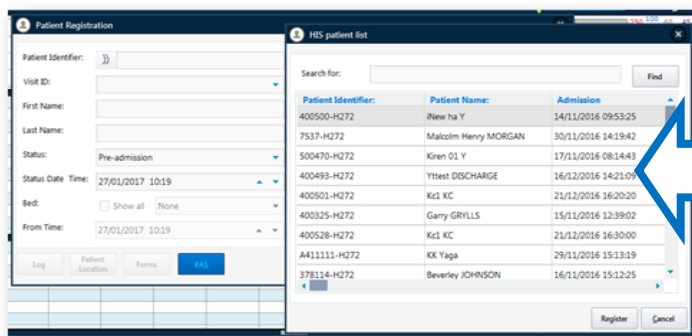 Patient Registration
Patient Identifier:
Visit ID:
First Name:
Last Name:
Status: Pre-admission
Status Date Time: 27/01/2017 10:19
Bed: Show all None
From Time: 27/01/2017 10:19
Log Patient Location Forms PAS
HIS patient list
Search for: Find
Patient Identifier: Patient Name: Admission
400500-H272 iNew ha Y 14/11/2016 09:53:25
7537-H272 Malcolm Henry MORGAN 30/11/2016 14:19:42
500470-H272 Kiren 01 Y 17/11/2016 08:14:43
400493-H272 Yttest DISCHARGE 16/12/2016 14:21:09
400501-H272 Kc1 KC 21/12/2016 16:20:20
400325-H272 Garry GRYLLS 15/11/2016 12:39:02
400528-H272 Kc1 KC 21/12/2016 16:30:00
A411111-H272 KK Yaga 29/11/2016 15:13:19
378114-H272 Beverley JOHNSON 16/11/2016 15:12:25
Register Cancel